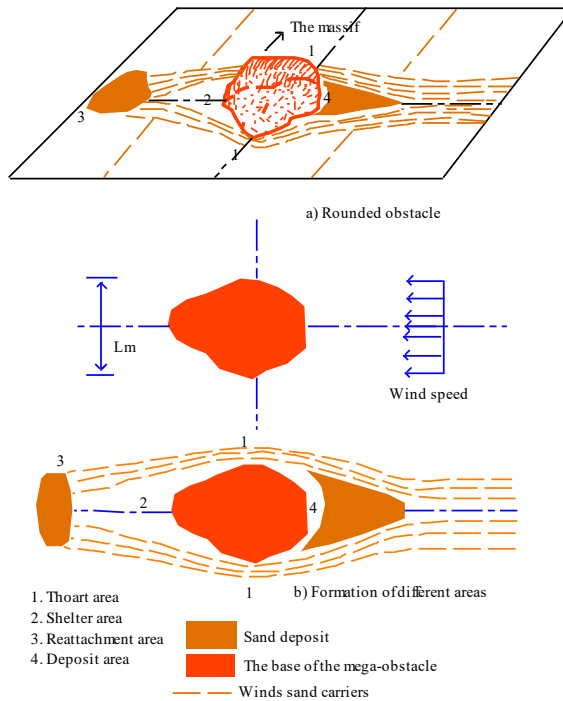 The massif
1
2
4
3
1
a) Rounded obstacle
Lm
Wind speed
3
1
2
4
1
b) Formation of different areas
1. Thoart area
2. Shelter area
3. Reattachment area
4. Deposit area
Sand deposit
The base of the mega-obstacle
Winds sand carriers